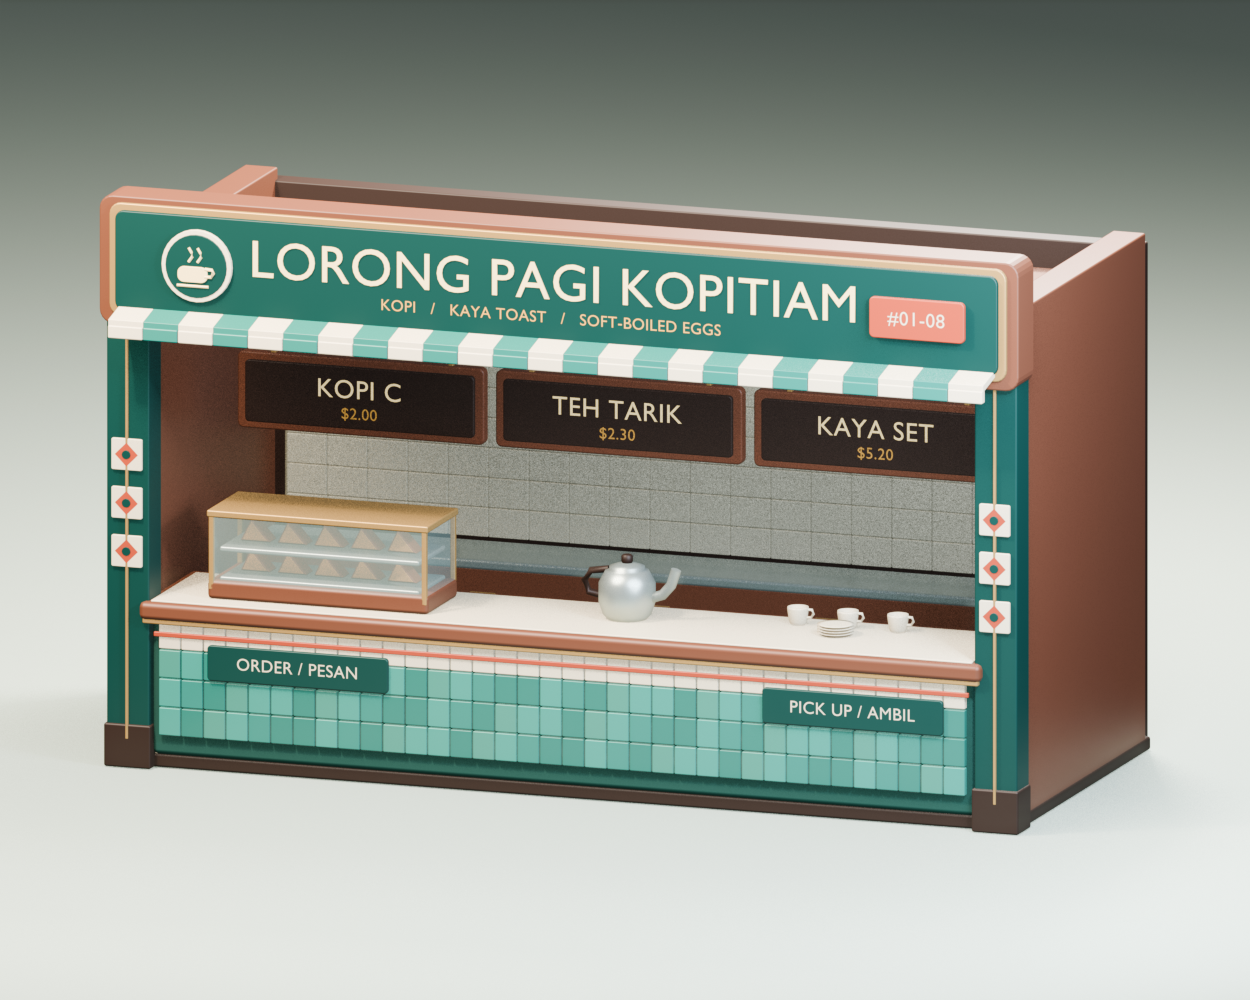 LORONG PAGI KOPITIAM
KOPI / KAYA TOAST / SOFT-BOILED EGGS
#01-08
KOPI C
$2.00
TEH TARIK
$2.30
KAYA SET
$5.20
ORDER / PESAN
PICK UP / AMBIL